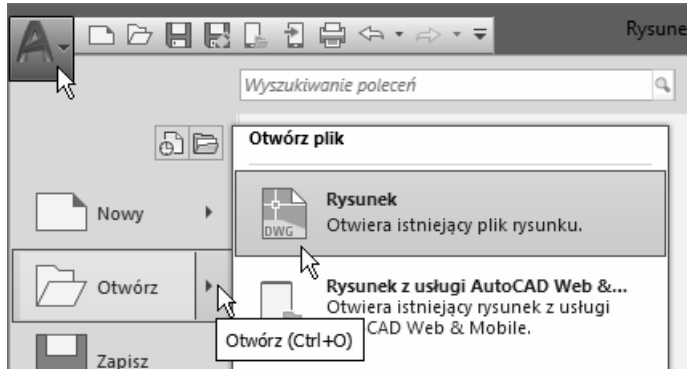 Rysune
Wyszukiwanie poleceń
Otwórz plik
Nowy
Rysunek
Otwiera istniejący plik rysunku.
DWG
Otwórz
Rysunek z usługi AutoCAD Web &...
Otwiera istniejący rysunek z usługi
CAD Web & Mobile.
Otwórz (Ctrl+O)
Zapisz